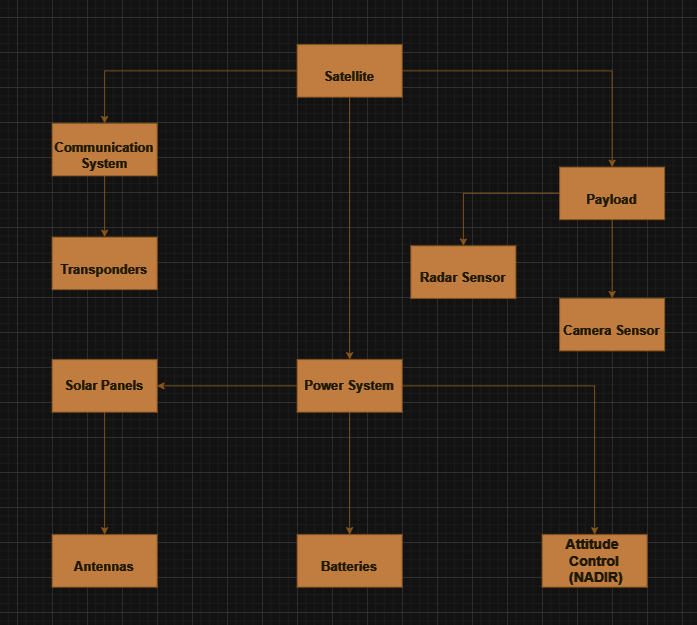 Satellite
Communication
System
Payload
Transponders
Radar Sensor
Camera Sensor
Solar Panels
Power System
Antennas
Batteries
Attitude
Control
(NADIR)